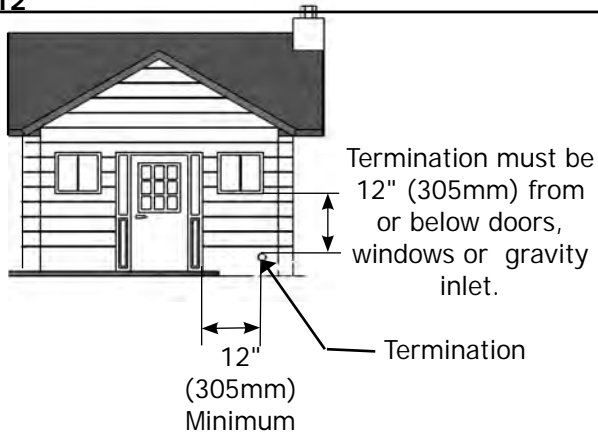 12
Termination must be
12" (305mm) from
or below doors,
windows or gravity
inlet.
Termination
12"
(305mm)
Minimum